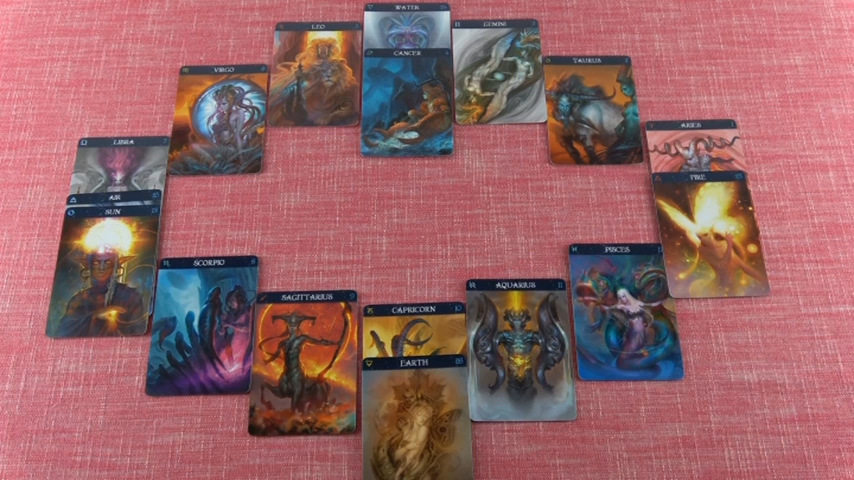 WATER
LEO
GEMINI
CANCER
VIRGO
TAURUS
ARIES
LIBRA
FIRE
AIR
SUN
PISCES
SCORPIO
AQUARIUS
SAGITTARIUS
CAPRICORN
EARTH